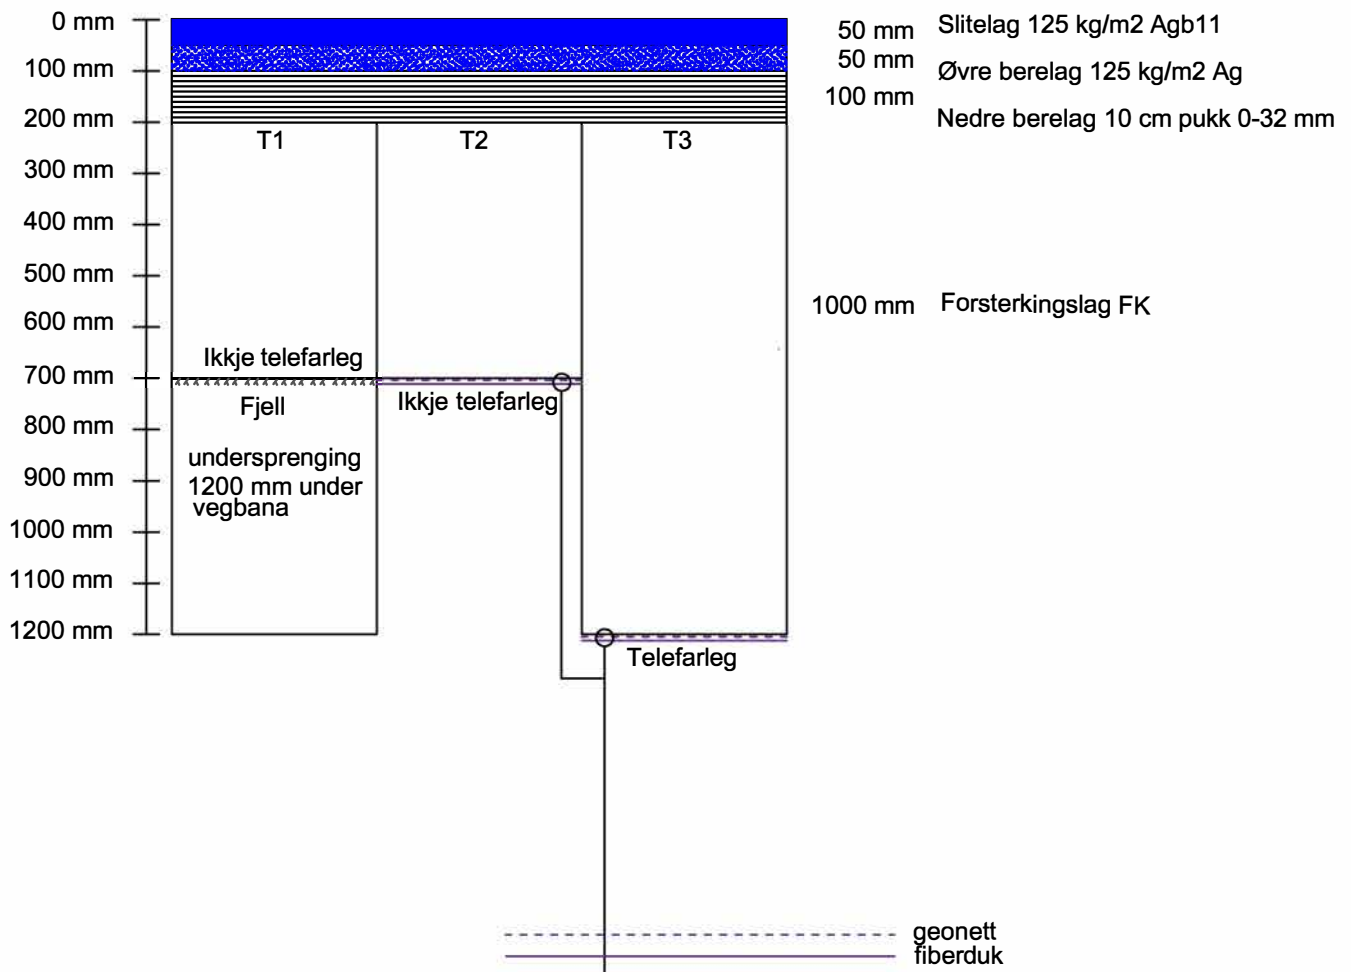 0 mm
100 mm
200 mm
300 mm
400 mm
500 mm
600 mm
700 mm
800 mm
900 mm
1000 mm
1100 mm
1200 mm
50 mm Slitelag 125 kg/m2 Agb11
50 mm Øvre berelag 125 kg/m2 Ag
100 mm Nedre berelag 10 cm pukk 0-32 mm
T1 T2 T3
1000 mm Forsterkingslag FK
Ikkje telefarleg
Fjell
undersprenging
1200 mm under
vegbana
Ikkje telefarleg
Telefarleg
geonett
fiberduk